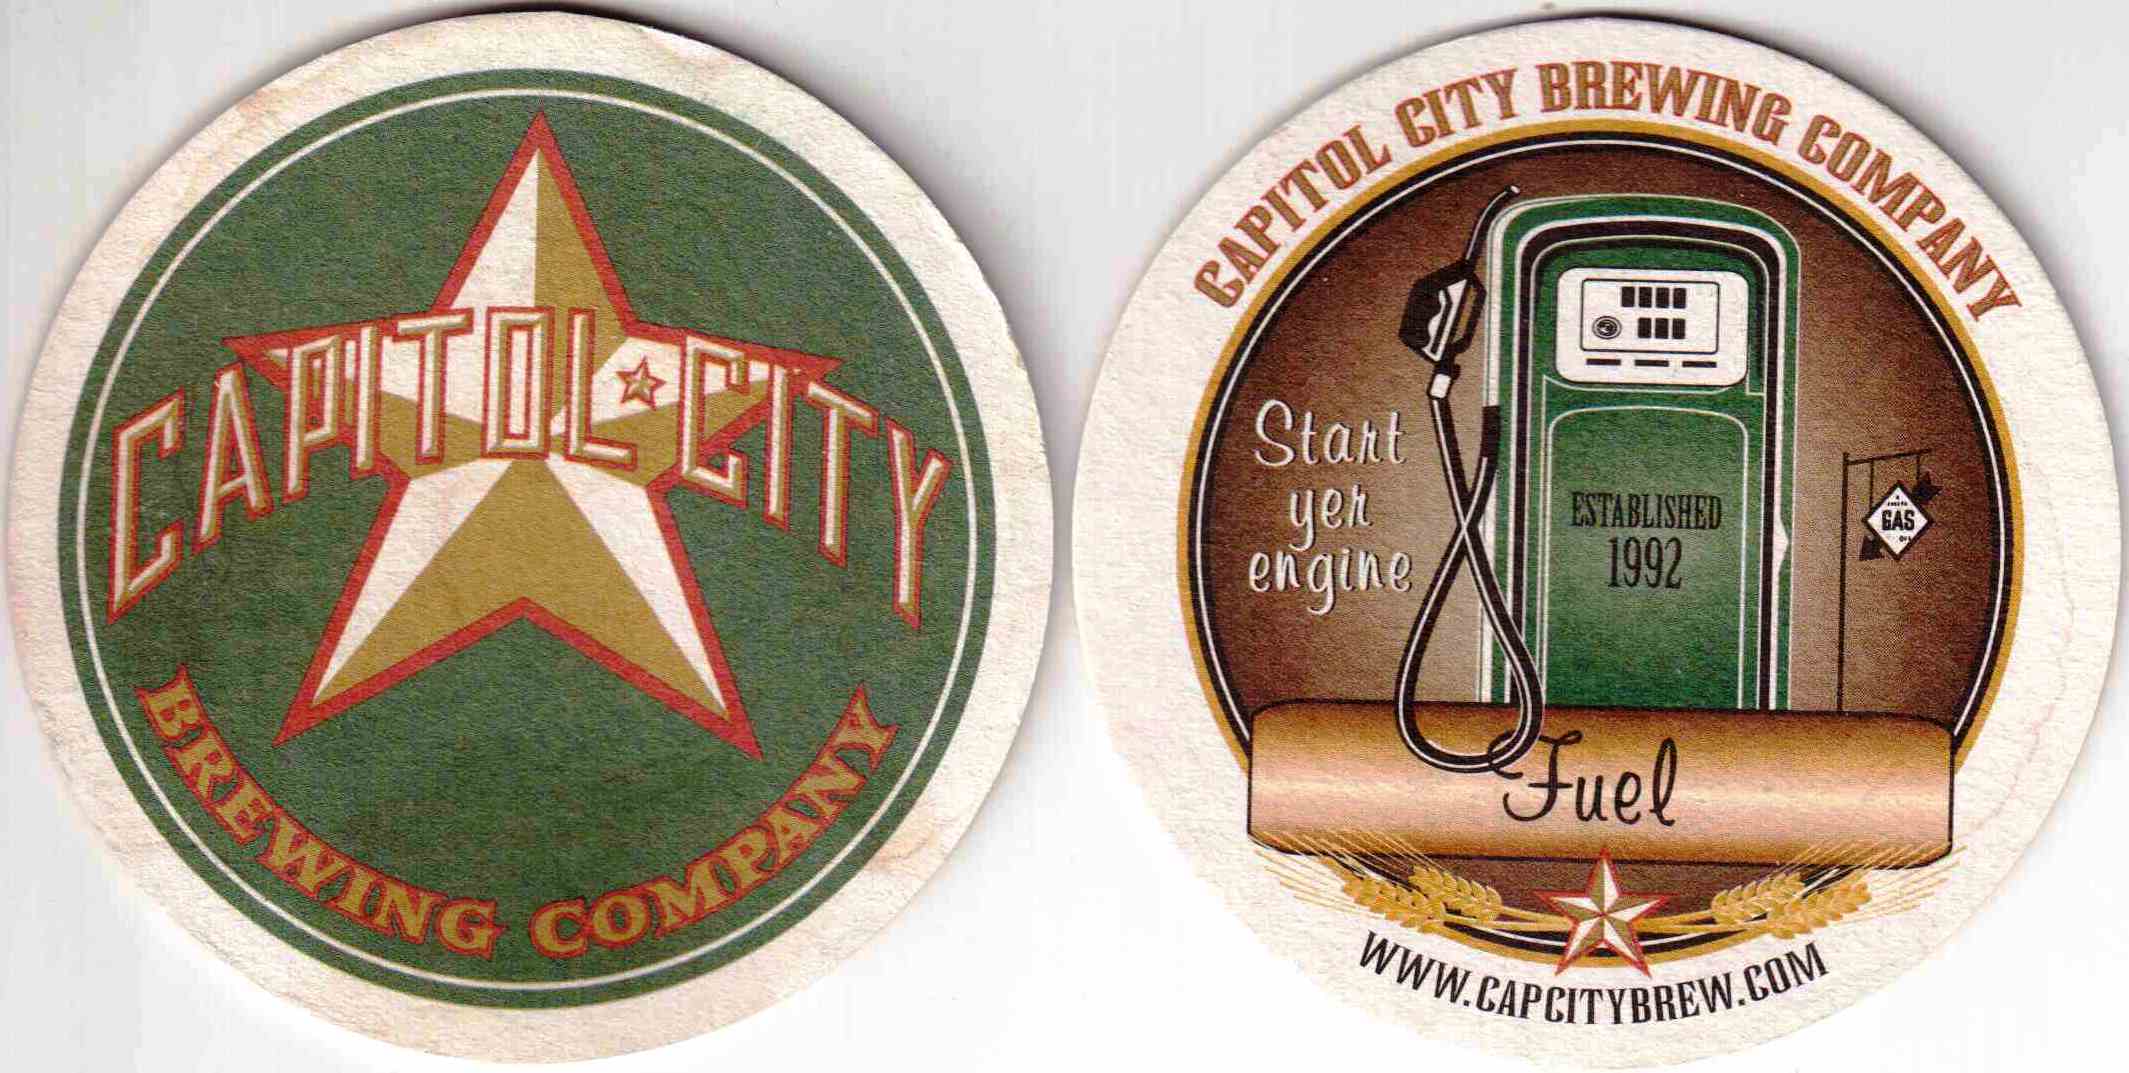 CAPITOL CITY
BREWING COMPANY
CAPITOL CITY BREWING COMPANY
Start
yer
engine
ESTABLISHED
1992
GAS
Fuel
WWW.CAPCITYBREW.COM